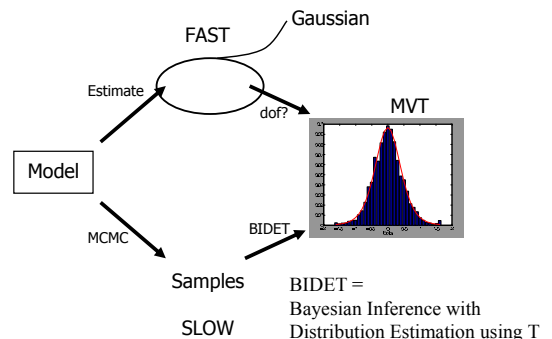 Gaussian
FAST
Estimate
dof?
MVT
Model
MCMC
BIDET
Samples
SLOW
BIDET =
Bayesian Inference with
Distribution Estimation using T